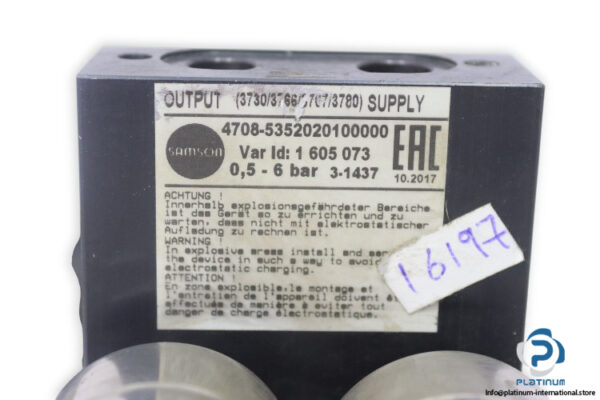 OUTPUT (3730/3766/3767/3780) SUPPLY
SAMSON
4708-5352020100000
Var Id: 1 605 073
0,5 - 6 bar 3-1437
EAC
10.2017
ACHTUNG !
Innerhalb explosionsgefährdeter Bereiche
ist das Gerät so zu errichten und zu
warten, dass nicht mit elektrostatischer
Aufladung zu rechnen ist.
WARNING !
In explosive areas install and
the device in such a way to avoid
electrostatic charging.
ATTENTION !
En zone explosible, le montage et
l'entretien de l'appareil doivent
effectués de manière à éviter tout
danger de charge électrostatique.
16197
PLATINUM
Info@platinum-international.store